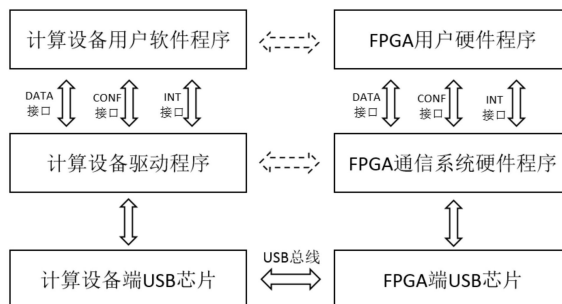 计算设备用户软件程序
FPGA用户硬件程序
DATA
接口
CONF
接口
INT
接口
DATA
接口
CONF
接口
INT
接口
计算设备驱动程序
FPGA通信系统硬件程序
USB总线
计算设备端USB芯片
FPGA端USB芯片